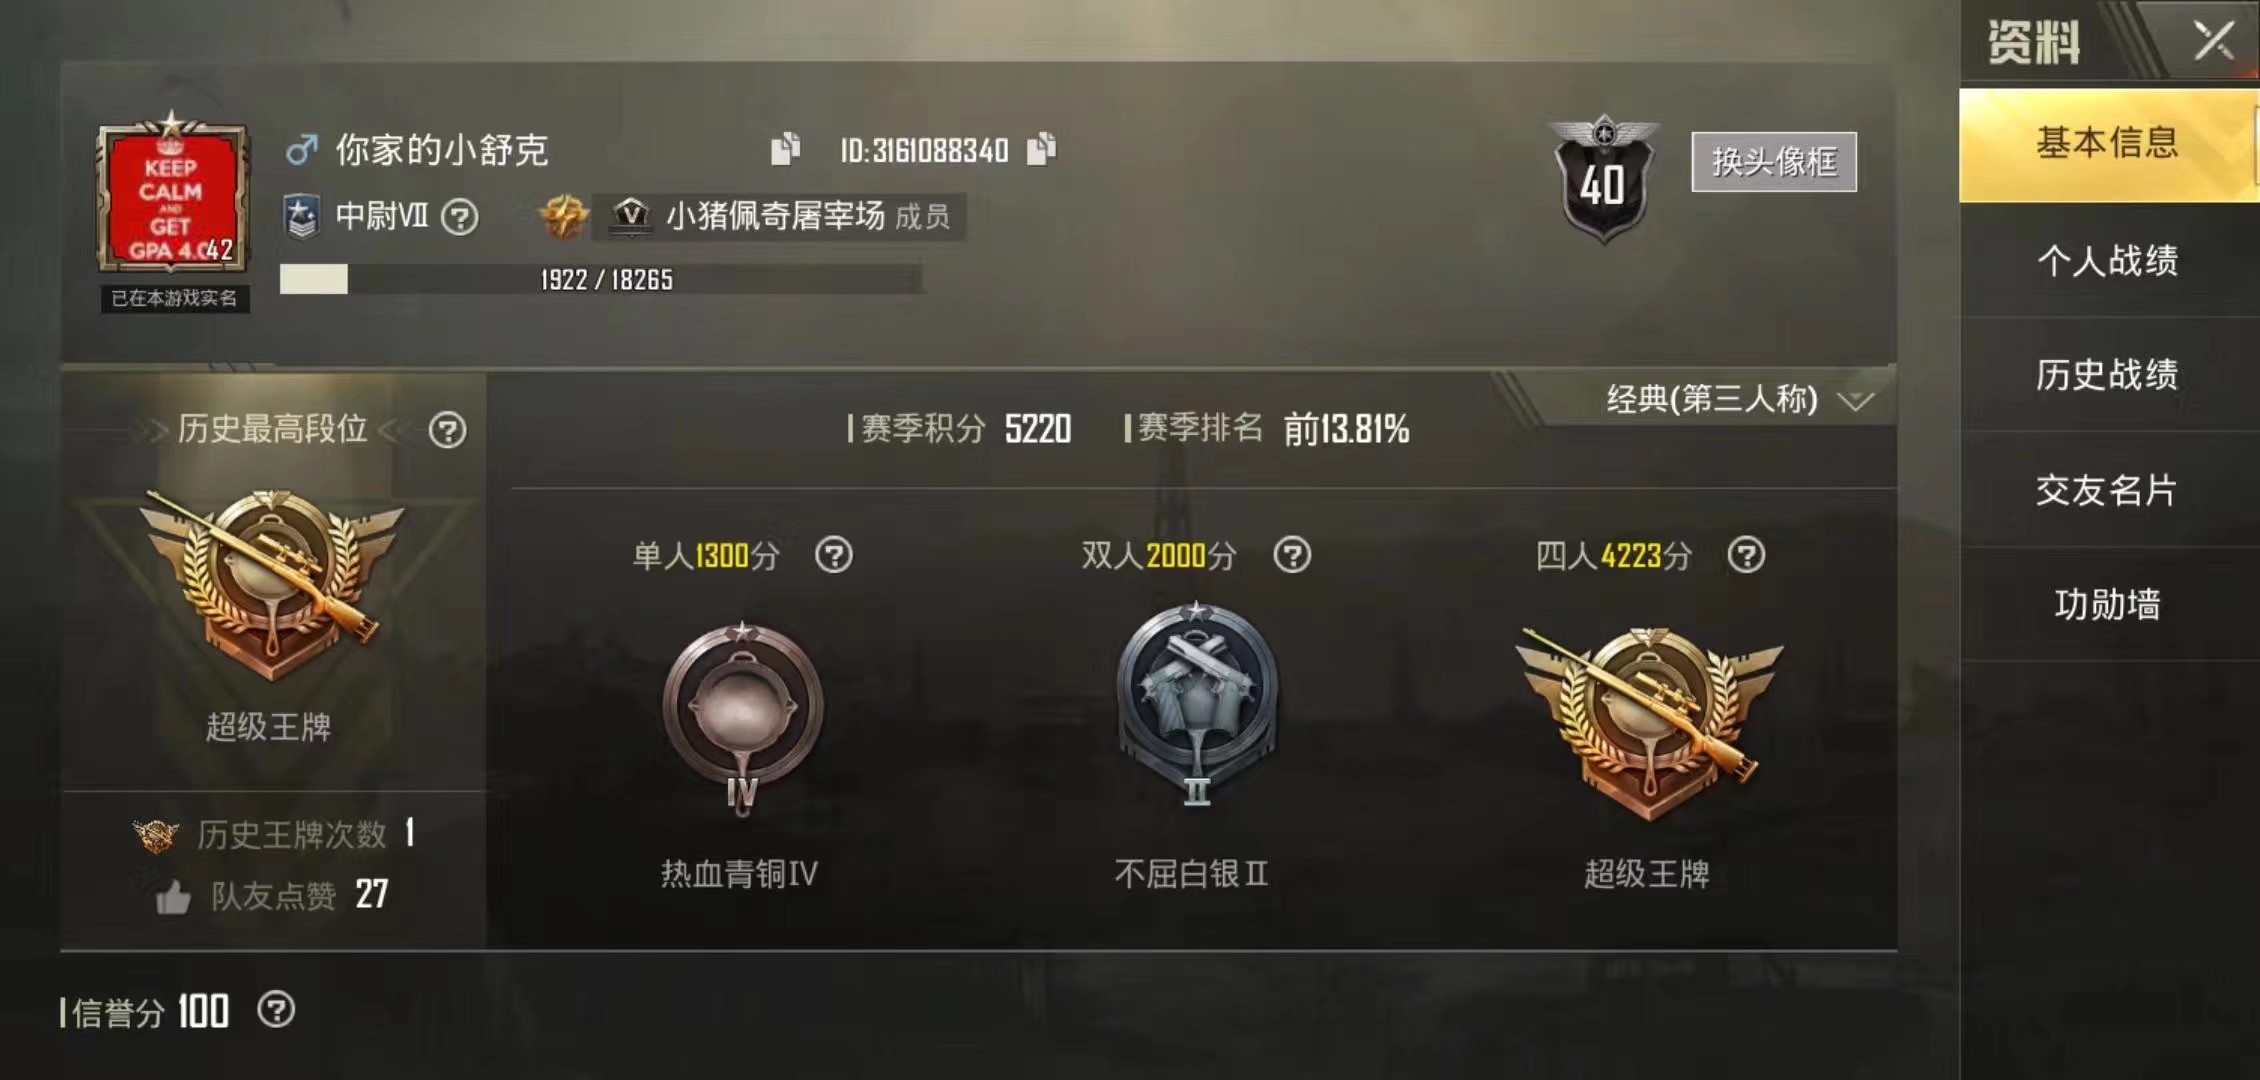 资料
基本信息
个人战绩
历史战绩
交友名片
功勋墙
KEEP
CALM
AND
GET
GPA 4.0
42
已在本游戏实名
你家的小舒克
ID:3161088340
中尉Ⅶ ?
V 小猪佩奇屠宰场 成员
1922 / 18265
40
换头像框
历史最高段位 ?
超级王牌
历史王牌次数 1
队友点赞 27
赛季积分 5220 赛季排名 前13.81%
经典(第三人称)
单人1300分 ?
IV
热血青铜IV
双人2000分 ?
II
不屈白银II
四人4223分 ?
超级王牌
信誉分 100 ?